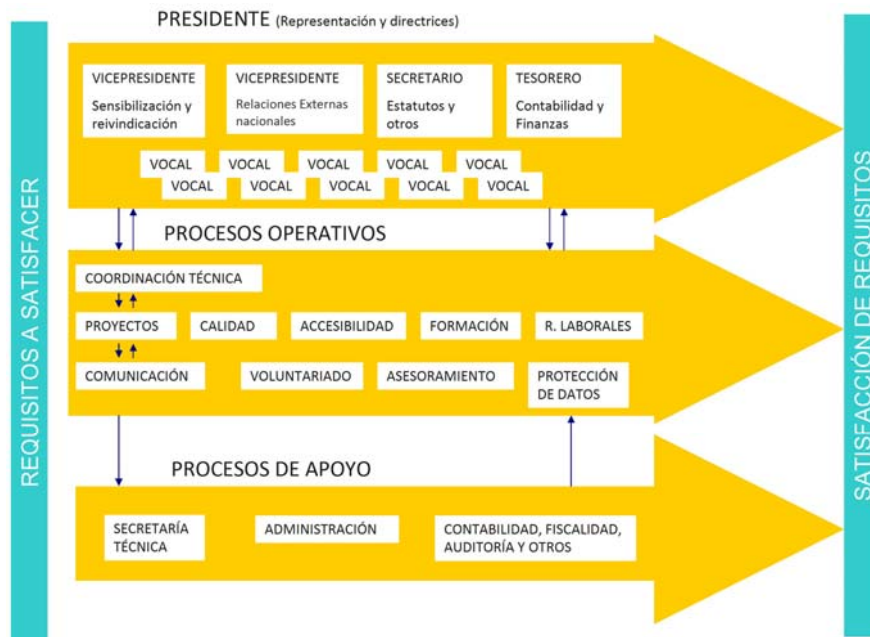 PRESIDENTE (Representación y directrices)
VICEPRESIDENTE
Sensibilización y
reivindicación
VICEPRESIDENTE
Relaciones Externas
nacionales
SECRETARIO
Estatutos y
otros
TESORERO
Contabilidad y
Finanzas
VOCAL VOCAL VOCAL VOCAL VOCAL
VOCAL VOCAL VOCAL VOCAL VOCAL
PROCESOS OPERATIVOS
COORDINACIÓN TÉCNICA
PROYECTOS CALIDAD ACCESIBILIDAD FORMACIÓN R. LABORALES
COMUNICACIÓN VOLUNTARIADO ASESORAMIENTO PROTECCIÓN
DE DATOS
PROCESOS DE APOYO
SECRETARÍA
TÉCNICA
ADMINISTRACIÓN
CONTABILIDAD, FISCALIDAD,
AUDITORÍA Y OTROS
REQUISITOS A SATISFACER
SATISFACCIÓN DE REQUISITOS